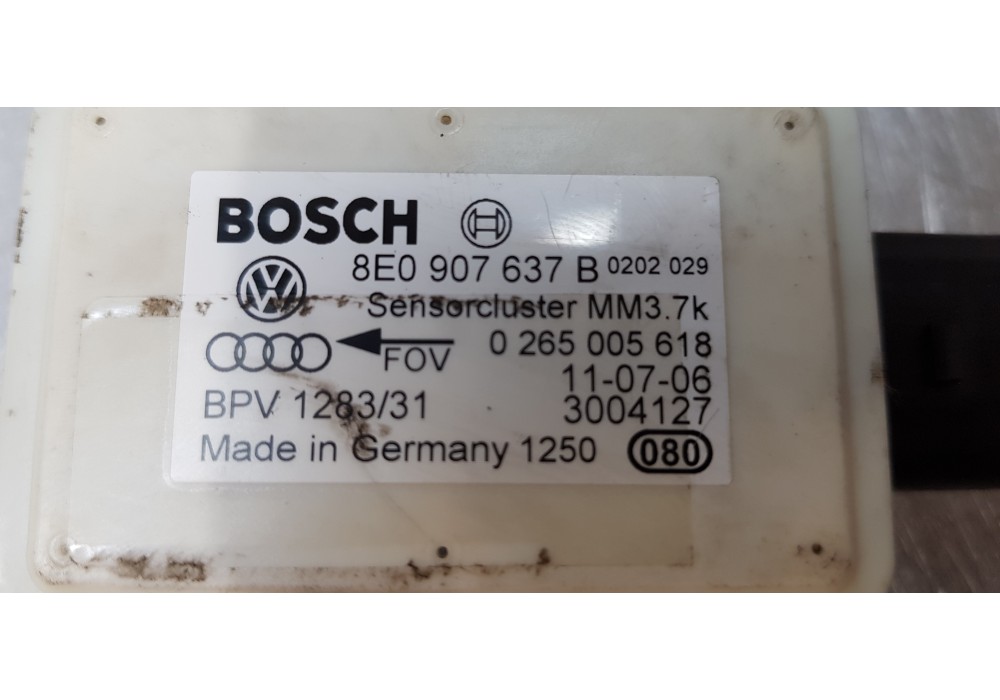 BOSCH
8E0 907 637 B 0202 029
Sensorcluster MM3.7k
FOV 0 265 005 618
11-07-06
BPV 1283/31 3004127
Made in Germany 1250 080